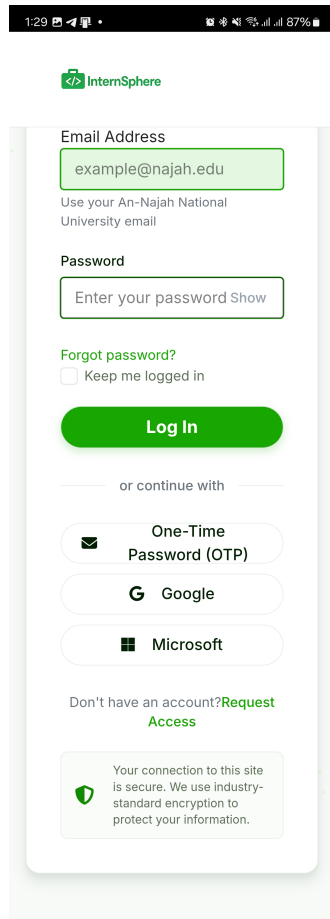 1:29
87%
InternSphere
Email Address
example@najah.edu
Use your An-Najah National
University email
Password
Enter your password Show
Forgot password?
Keep me logged in
Log In
or continue with
One-Time
Password (OTP)
Google
Microsoft
Don't have an account?Request
Access
Your connection to this site
is secure. We use industry-
standard encryption to
protect your information.